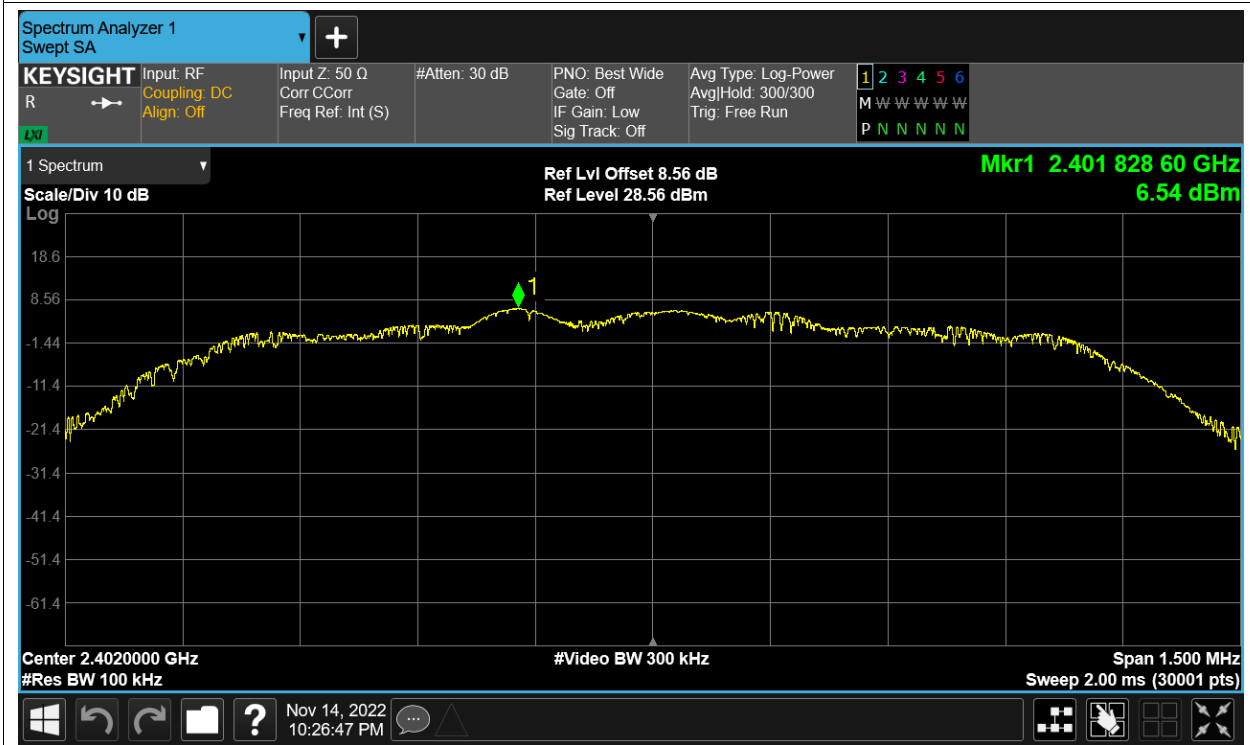 Spectrum Analyzer 1
Swept SA
KEYSIGHT
R
LXI
Input: RF
Coupling: DC
Align: Off
Input Z: 50 Ω
Corr CCorr
Freq Ref: Int (S)
#Atten: 30 dB
PNO: Best Wide
Gate: Off
IF Gain: Low
Sig Track: Off
Avg Type: Log-Power
Avg|Hold: 300/300
Trig: Free Run
1 2 3 4 5 6
M W W W W W
P N N N N N
1 Spectrum
Scale/Div 10 dB
Ref Lvl Offset 8.56 dB
Ref Level 28.56 dBm
Mkr1 2.401 828 60 GHz
6.54 dBm
Log
18.6
8.56
-1.44
-11.4
-21.4
-31.4
-41.4
-51.4
-61.4
1
Center 2.4020000 GHz
#Res BW 100 kHz
#Video BW 300 kHz
Span 1.500 MHz
Sweep 2.00 ms (30001 pts)
?
Nov 14, 2022
10:26:47 PM